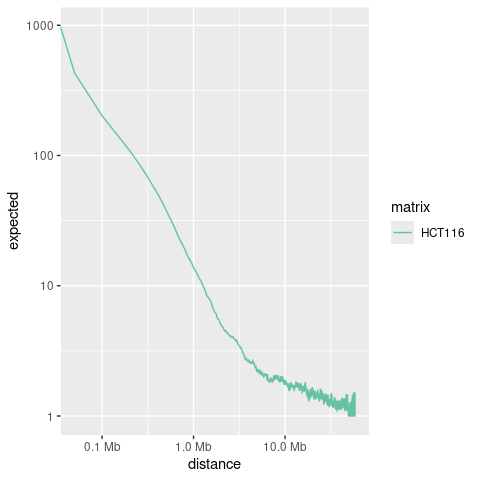 1000
100
10
1
expected
0.1 Mb 1.0 Mb 10.0 Mb
distance
matrix
HCT116